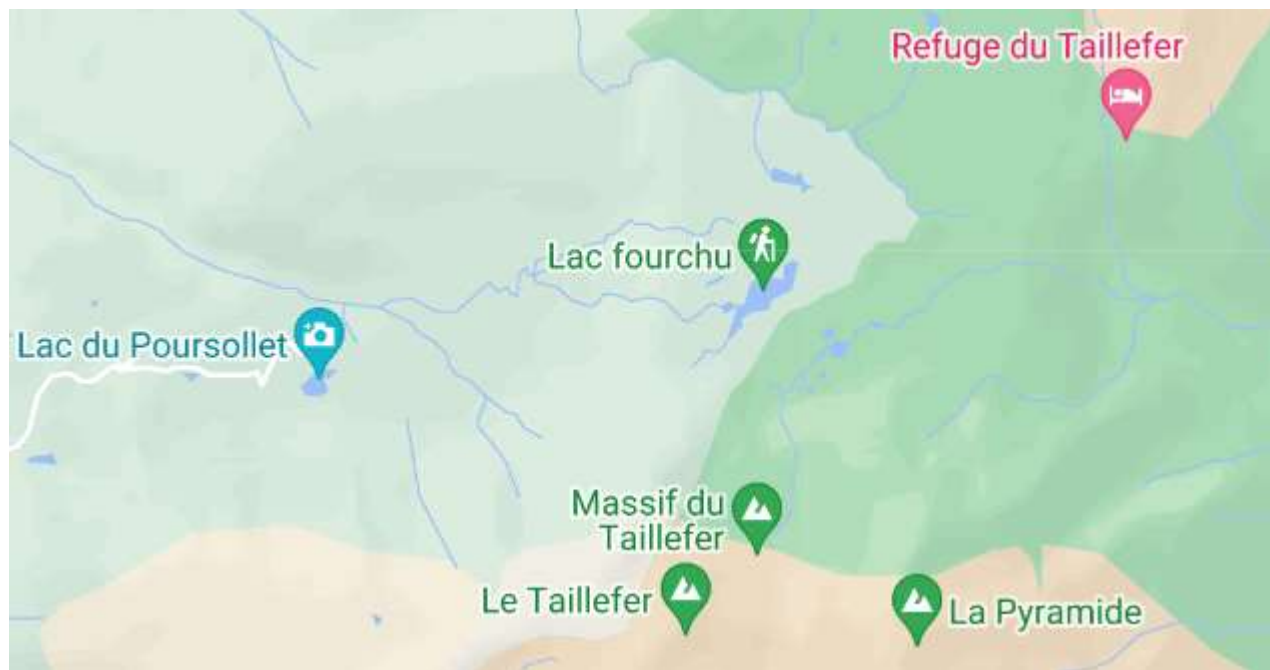 Refuge du Taillefer
Lac fourchu
Lac du Poursollet
Massif du
Taillefer
Le Taillefer
La Pyramide